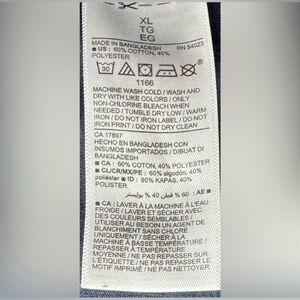 XL
TG
EG
MADE IN BANGLADESH RN 54023
■ US: 60% COTTON, 40%
POLYESTER
30
1166
MACHINE WASH COLD / WASH AND
DRY WITH LIKE COLORS / ONLY
NON-CHLORINE BLEACH WHEN
NEEDED / TUMBLE DRY LOW / WARM
IRON / DO NOT IRON LABEL / DO NOT
IRON PRINT / DO NOT DRY CLEAN
CA 17897
HECHO EN BANGLADESH CON
INSUMOS IMPORTADOS / DIBUAT DI
BANGLADESH
■ CA: 60% COTON, 40% POLYESTER
CL/CR/MX/PE: 60% algodón, 40%
poliéster ■ ID: 60% KAPAS, 40%
POLISTER
■ AE: 60 % قطن 40 % بوليستر
■ CA: LAVER À LA MACHINE À L'EAU
FROIDE / LAVER ET SÉCHER AVEC
DES COULEURS SEMBLABLES /
UTILISER AU BESOIN UN AGENT DE
BLANCHIMENT SANS CHLORE
UNIQUEMENT / SÉCHER À LA
MACHINE À BASSE TEMPÉRATURE /
REPASSER À TEMPÉRATURE
MOYENNE / NE PAS REPASSER SUR
L'ÉTIQUETTE / NE PAS REPASSER LE
MOTIF IMPRIMÉ / NE PAS NETTOYER